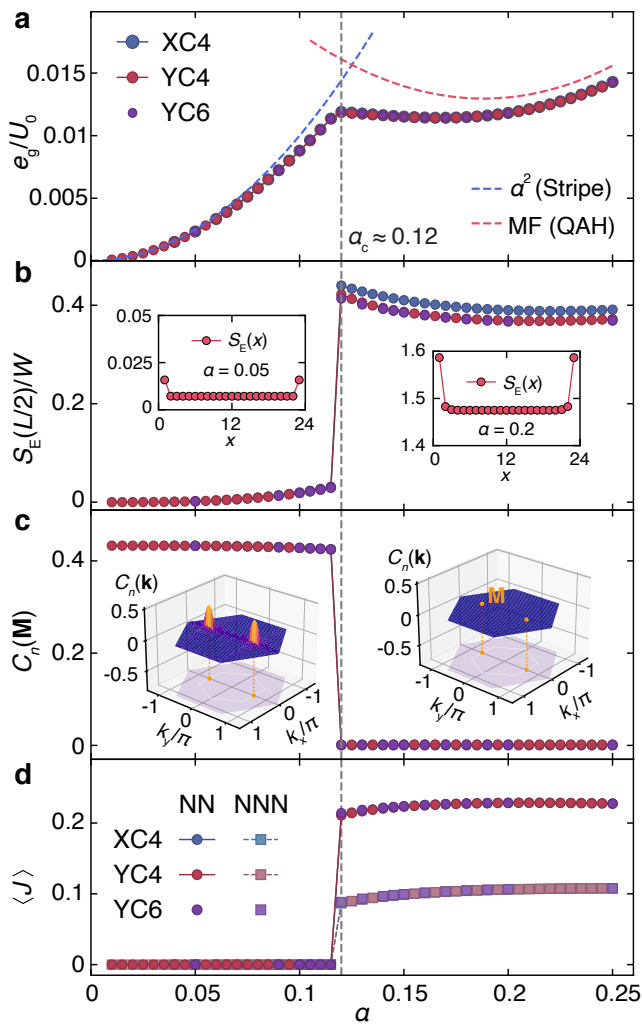 a
XC4
YC4
YC6
0.015
0.010
0.005
0
e_g/U_0
α² (Stripe)
MF (QAH)
α_c ≈ 0.12
b
0.4
0.2
0
S_E(L/2)/W
0.05
0.025
0
S_E(x)
α = 0.05
0 12 24
x
1.6
1.5
1.4
S_E(x)
α = 0.2
0 12 24
x
c
0.4
0.2
0
C_n(M)
C_n(k)
0.5
0
-0.5
-1 0 1
k_y/π
1 0 -1
k_x/π
C_n(k)
M
0.5
0
-0.5
-1 0 1
k_y/π
1 0 -1
k_x/π
d
NN NNN
XC4
YC4
YC6
0.2
0.1
0
⟨J⟩
0 0.05 0.10 0.15 0.20 0.25
α